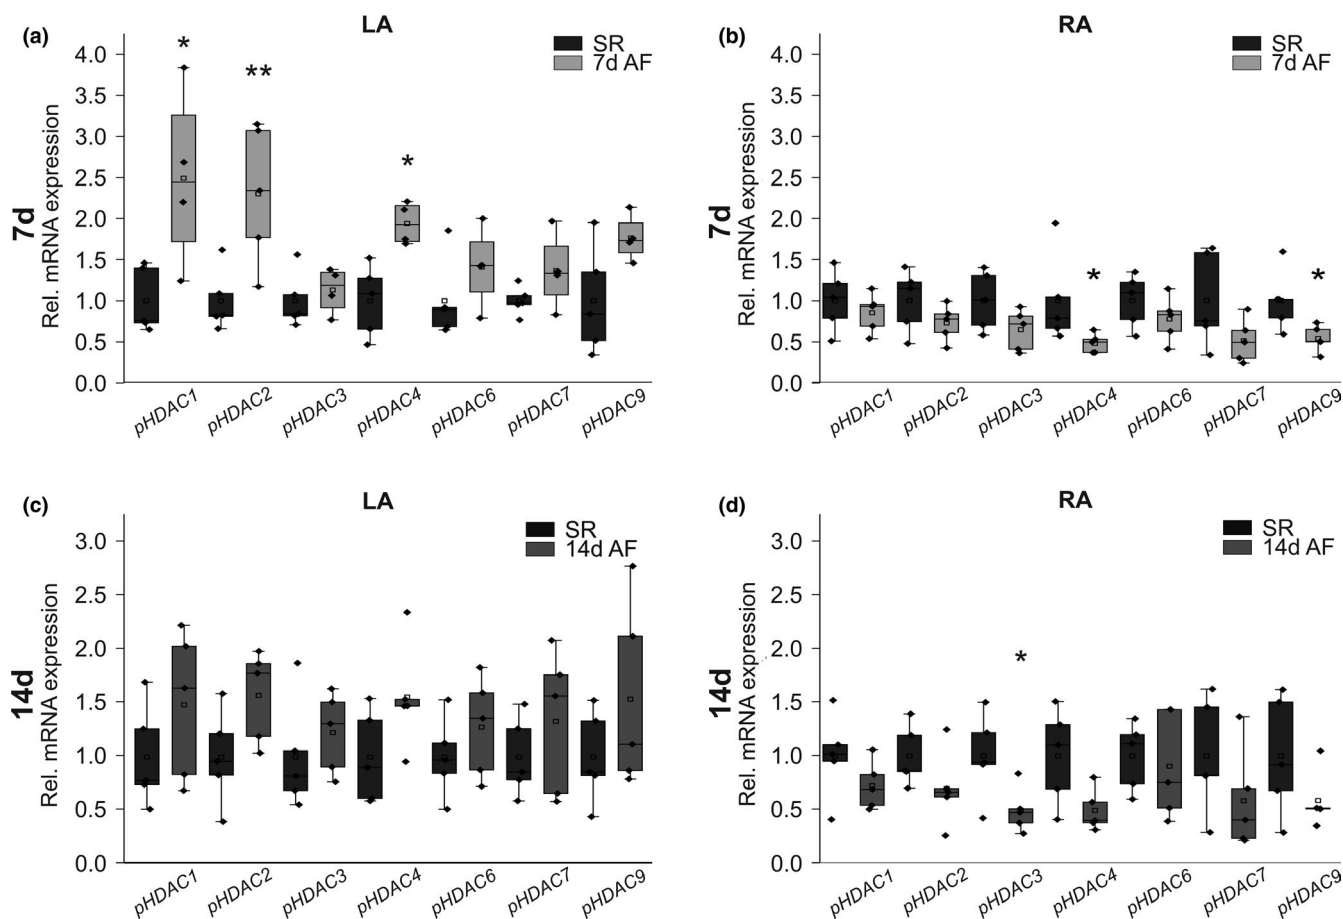 (a)
LA
SR
7d AF
*
**
*
4.0
3.5
3.0
2.5
2.0
1.5
1.0
0.5
0.0
7d
Rel. mRNA expression
pHDAC1
pHDAC2
pHDAC3
pHDAC4
pHDAC6
pHDAC7
pHDAC9
(b)
RA
SR
7d AF
*
*
4.0
3.5
3.0
2.5
2.0
1.5
1.0
0.5
0.0
7d
Rel. mRNA expression
pHDAC1
pHDAC2
pHDAC3
pHDAC4
pHDAC6
pHDAC7
pHDAC9
(c)
LA
SR
14d AF
3.0
2.5
2.0
1.5
1.0
0.5
0.0
14d
Rel. mRNA expression
pHDAC1
pHDAC2
pHDAC3
pHDAC4
pHDAC6
pHDAC7
pHDAC9
(d)
RA
SR
14d AF
*
3.0
2.5
2.0
1.5
1.0
0.5
0.0
14d
Rel. mRNA expression
pHDAC1
pHDAC2
pHDAC3
pHDAC4
pHDAC6
pHDAC7
pHDAC9